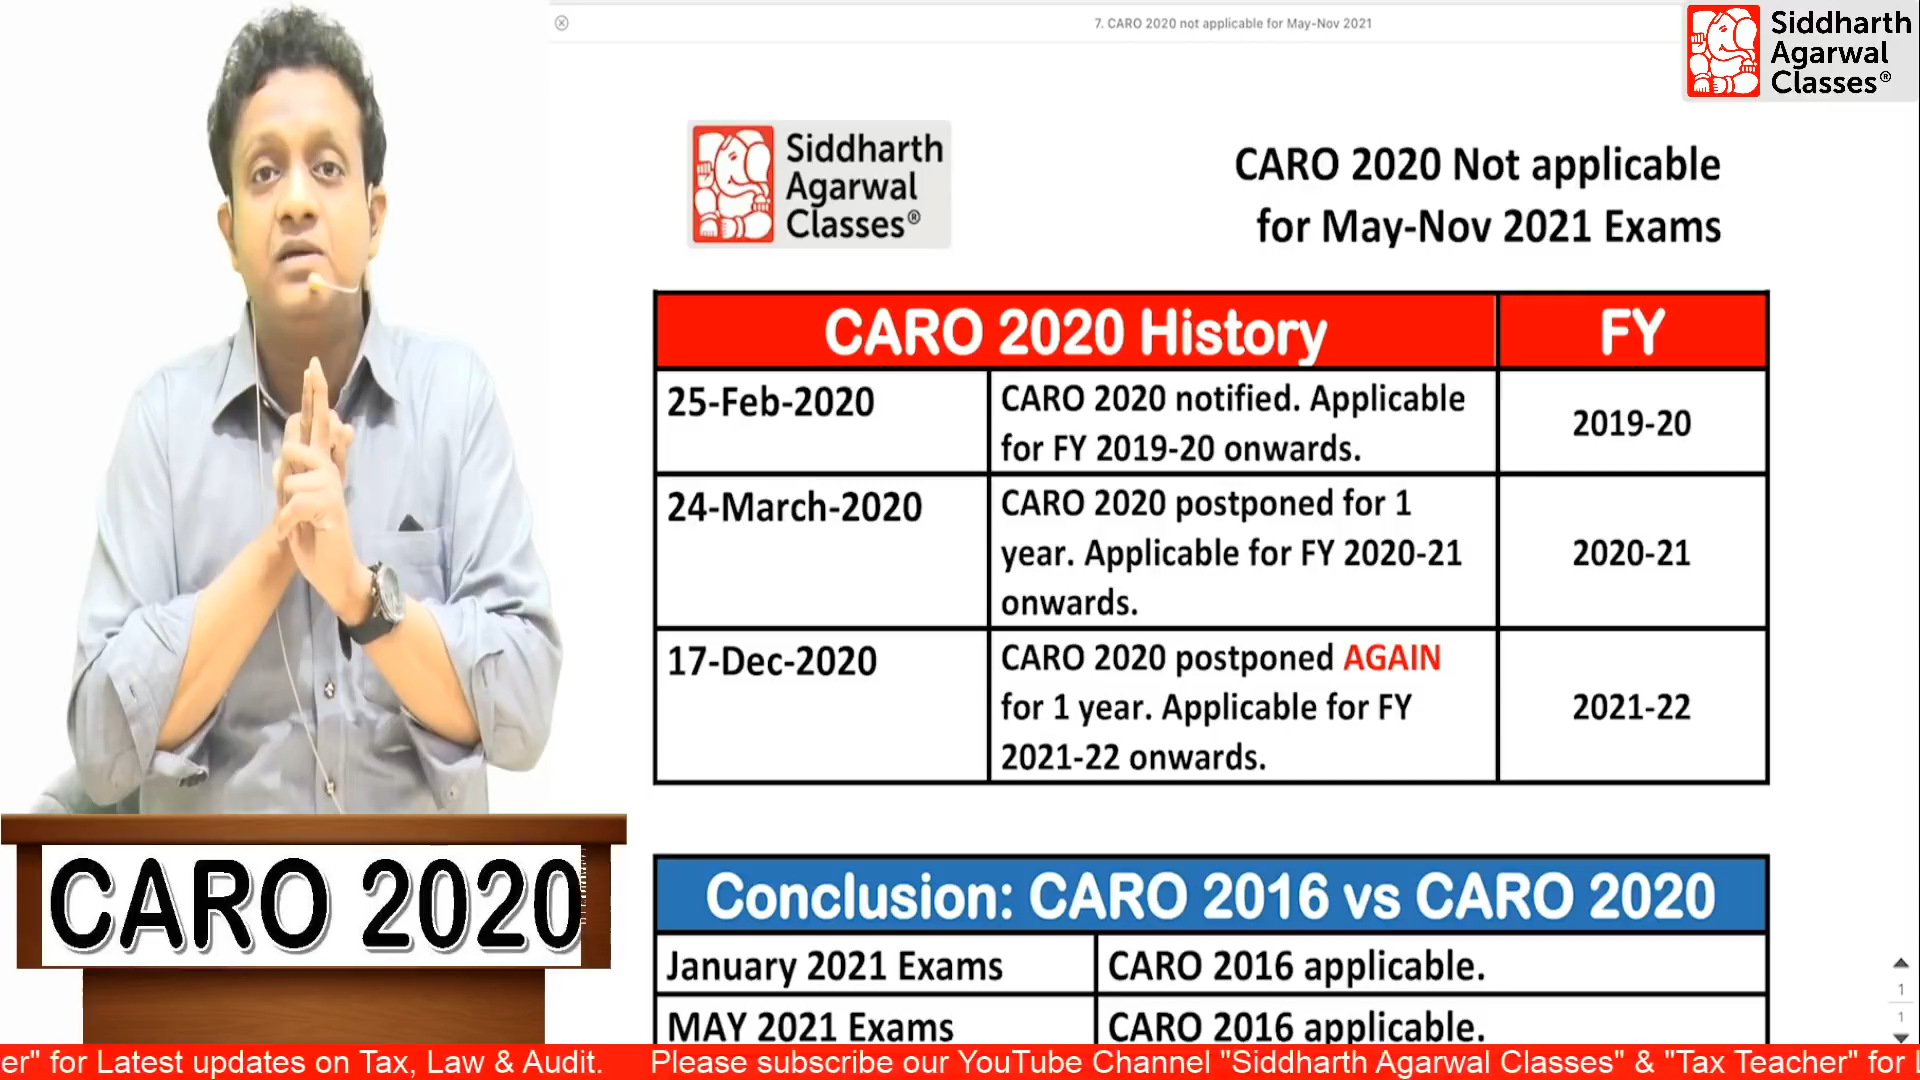 7. CARO 2020 not applicable for May-Nov 2021
Siddharth
Agarwal
Classes®
Siddharth
Agarwal
Classes®
CARO 2020 Not applicable
for May-Nov 2021 Exams
CARO 2020 History
FY
25-Feb-2020
CARO 2020 notified. Applicable
for FY 2019-20 onwards.
2019-20
24-March-2020
CARO 2020 postponed for 1
year. Applicable for FY 2020-21
onwards.
2020-21
17-Dec-2020
CARO 2020 postponed AGAIN
for 1 year. Applicable for FY
2021-22 onwards.
2021-22
Conclusion: CARO 2016 vs CARO 2020
January 2021 Exams
CARO 2016 applicable.
MAY 2021 Exams
CARO 2016 applicable.
1
1
CARO 2020
er" for Latest updates on Tax, Law & Audit. Please subscribe our YouTube Channel "Siddharth Agarwal Classes" & "Tax Teacher" for